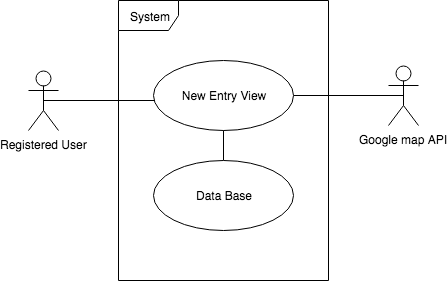 System
New Entry View
Registered User
Google map API
Data Base